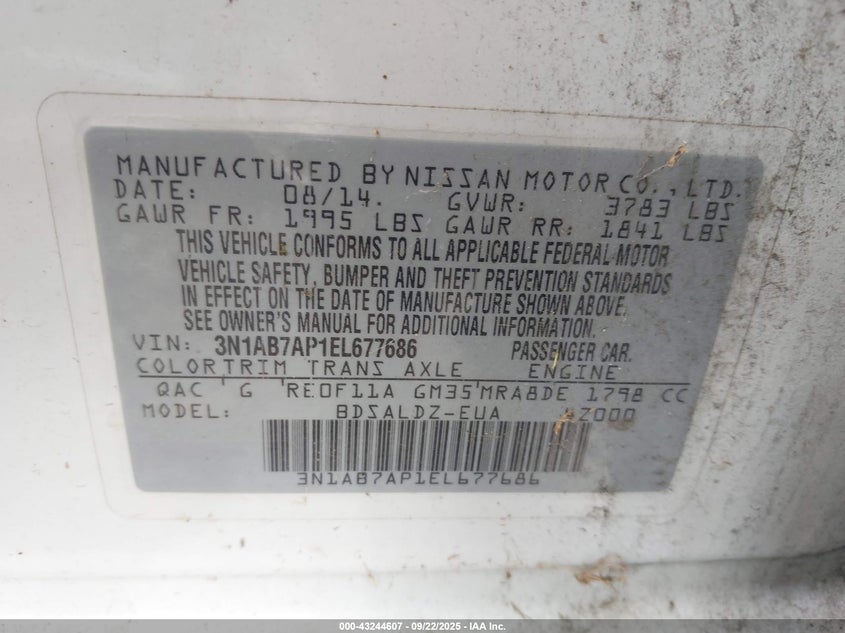 MANUFACTURED BY NISSAN MOTOR CO., LTD.
DATE: 08/14. GVWR: 3783 LBS
GAWR FR: 1995 LBS GAWR RR: 1841 LBS
THIS VEHICLE CONFORMS TO ALL APPLICABLE FEDERAL MOTOR
VEHICLE SAFETY, BUMPER AND THEFT PREVENTION STANDARDS
IN EFFECT ON THE DATE OF MANUFACTURE SHOWN ABOVE.
SEE OWNER'S MANUAL FOR ADDITIONAL INFORMATION.
VIN: 3N1AB7AP1EL677686 PASSENGER CAR.
COLOR TRIM TRANS AXLE ENGINE
QAC G RE0F11A GM35 MRA8DE 1798 CC
MODEL: BDSALDZ-EUA
3N1AB7AP1EL677686
000-43244607 - 09/22/2025 - IAA Inc.